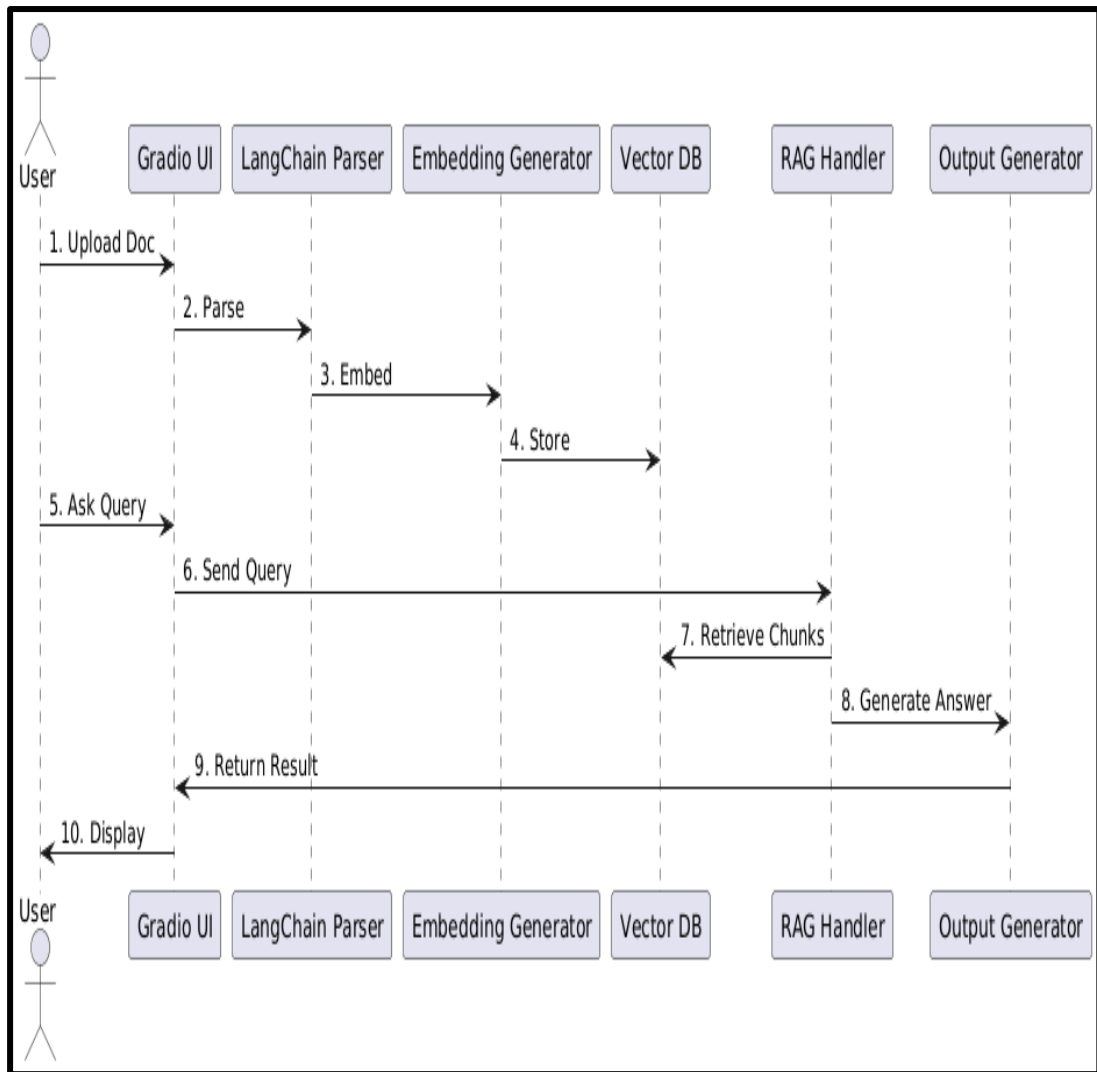 User
Gradio UI
LangChain Parser
Embedding Generator
Vector DB
RAG Handler
Output Generator
1. Upload Doc
2. Parse
3. Embed
4. Store
5. Ask Query
6. Send Query
7. Retrieve Chunks
8. Generate Answer
9. Return Result
10. Display
User
Gradio UI
LangChain Parser
Embedding Generator
Vector DB
RAG Handler
Output Generator